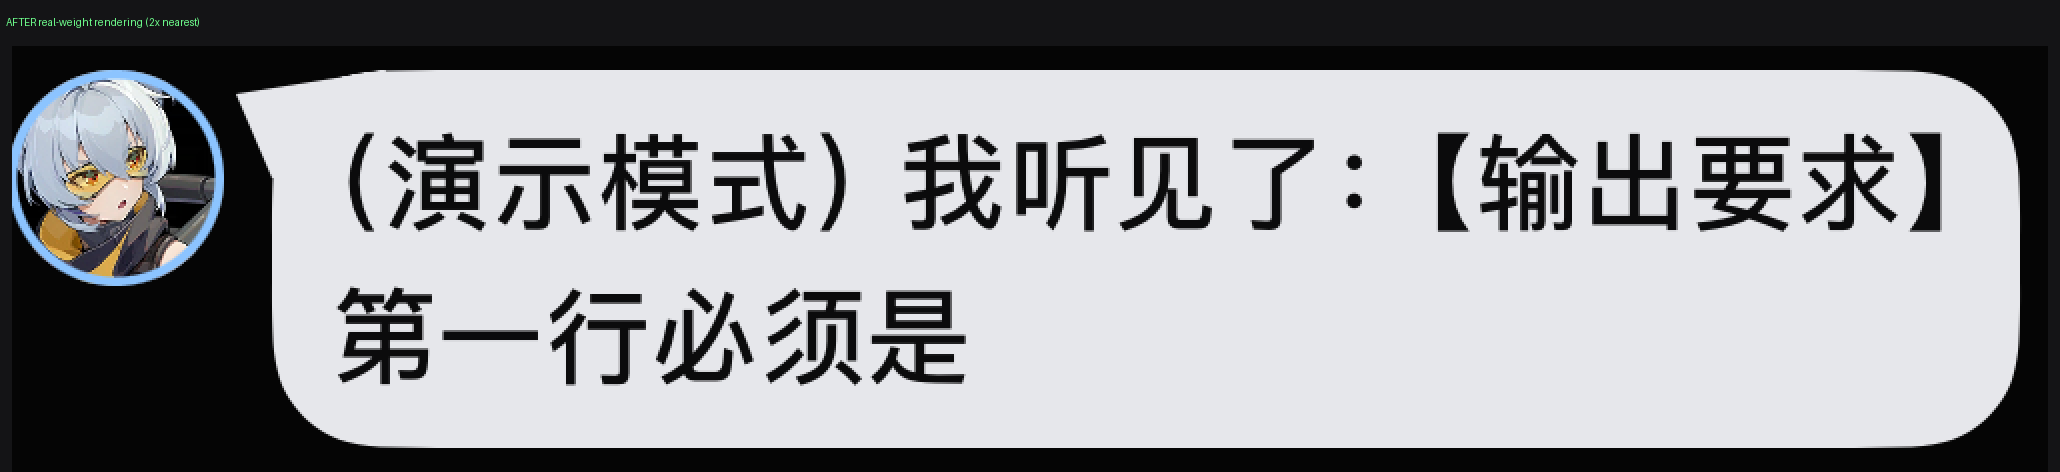 AFTER real-weight rendering (2x nearest)
（演示模式）我听见了：【输出要求】
第一行必须是